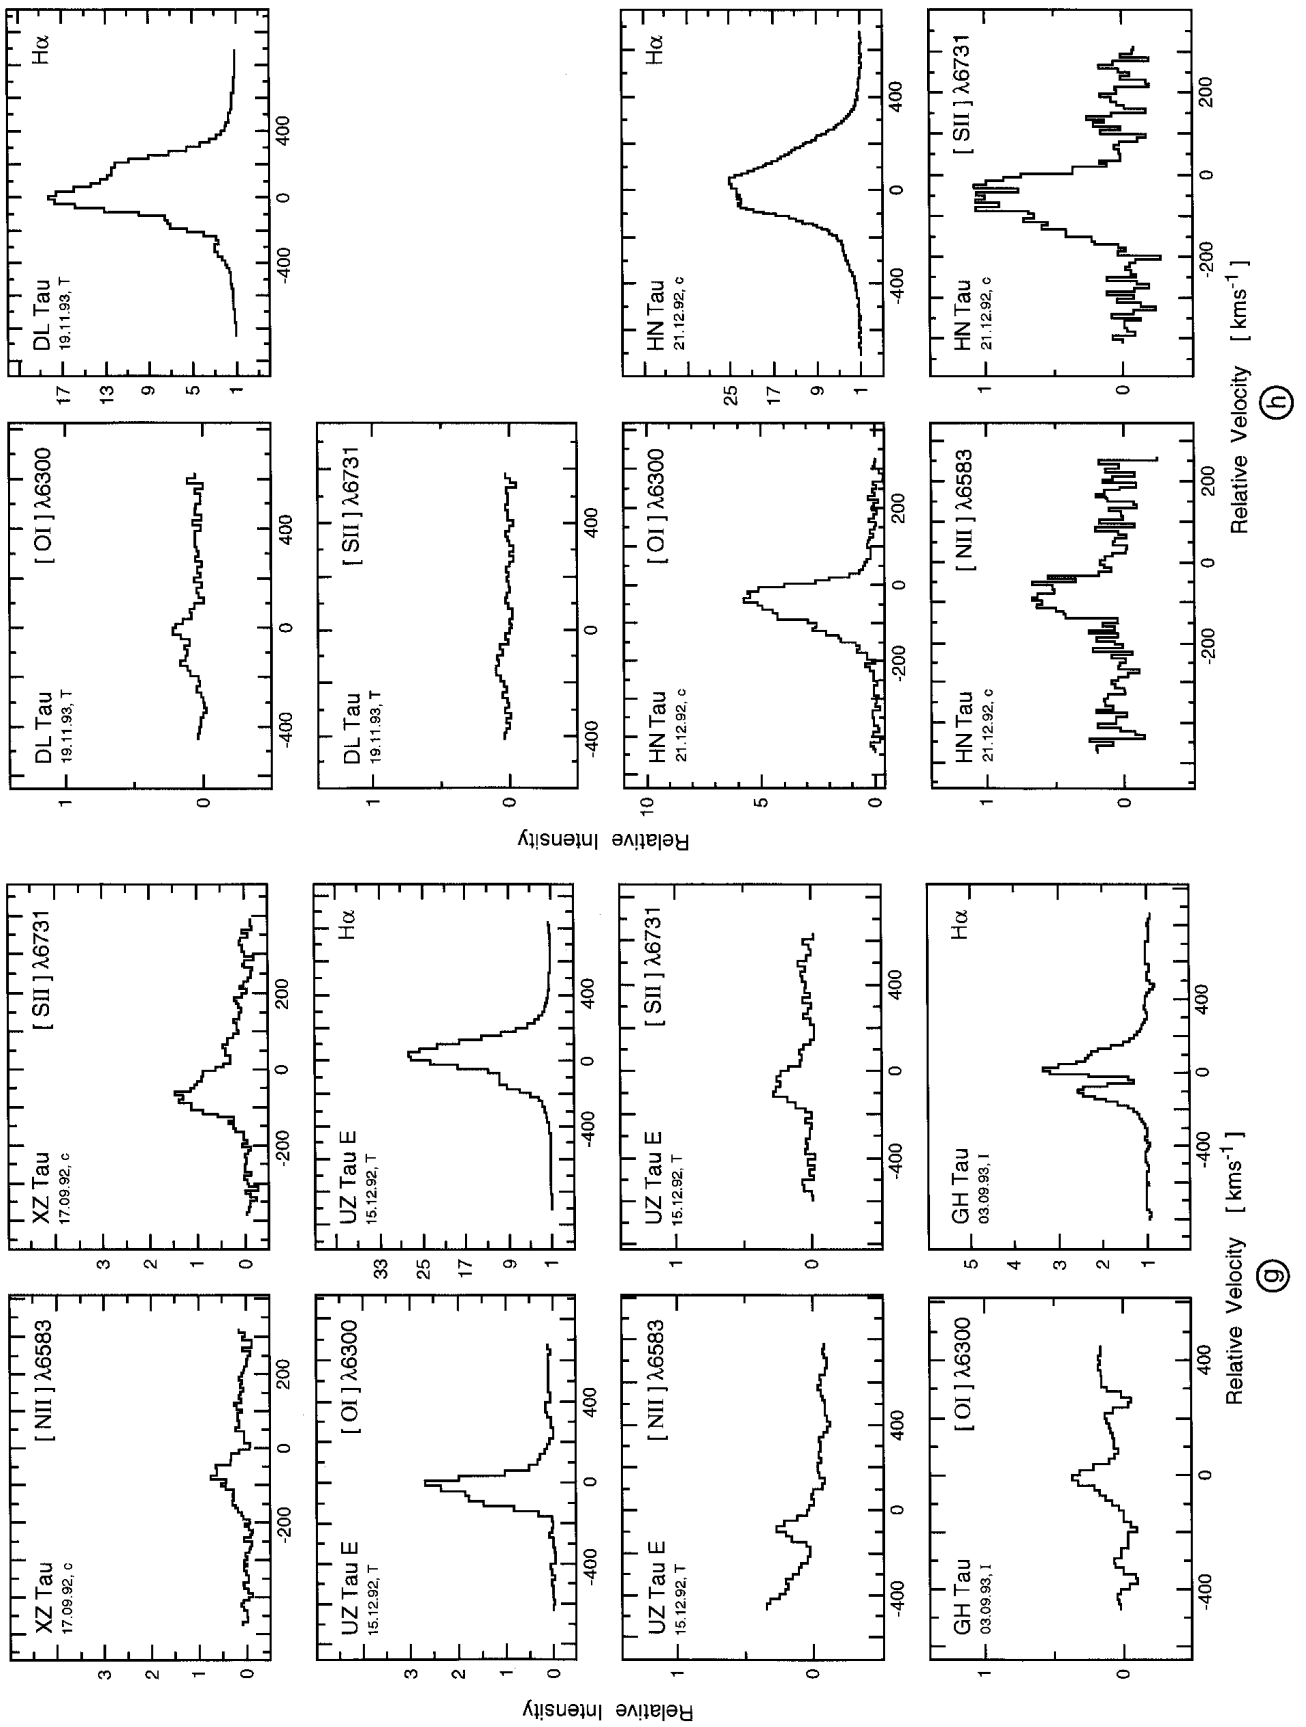 XZ Tau
17.09.92, c
[ NII ] λ6583
3
2
1
0
-200
0
200
XZ Tau
17.09.92, c
[ SII ] λ6731
3
2
1
0
-200
0
200
UZ Tau E
15.12.92, T
[ OI ] λ6300
3
2
1
0
-400
0
400
UZ Tau E
15.12.92, T
Hα
33
25
17
9
1
-400
0
400
UZ Tau E
15.12.92, T
[ NII ] λ6583
1
0
-400
0
400
UZ Tau E
15.12.92, T
[ SII ] λ6731
1
0
-400
0
400
GH Tau
03.09.93, I
[ OI ] λ6300
1
0
-400
0
400
GH Tau
03.09.93, I
Hα
5
4
3
2
1
-400
0
400
Relative Intensity
Relative Velocity [ kms-1 ]
g
DL Tau
19.11.93, T
[ OI ] λ6300
1
0
-400
0
400
DL Tau
19.11.93, T
Hα
17
13
9
5
1
-400
0
400
DL Tau
19.11.93, T
[ SII ] λ6731
1
0
-400
0
400
HN Tau
21.12.92, c
[ OI ] λ6300
10
5
0
-200
0
200
HN Tau
21.12.92, c
Hα
25
17
9
1
-400
0
400
HN Tau
21.12.92, c
[ NII ] λ6583
1
0
-200
0
200
HN Tau
21.12.92, c
[ SII ] λ6731
1
0
-200
0
200
Relative Intensity
Relative Velocity [ kms-1 ]
h